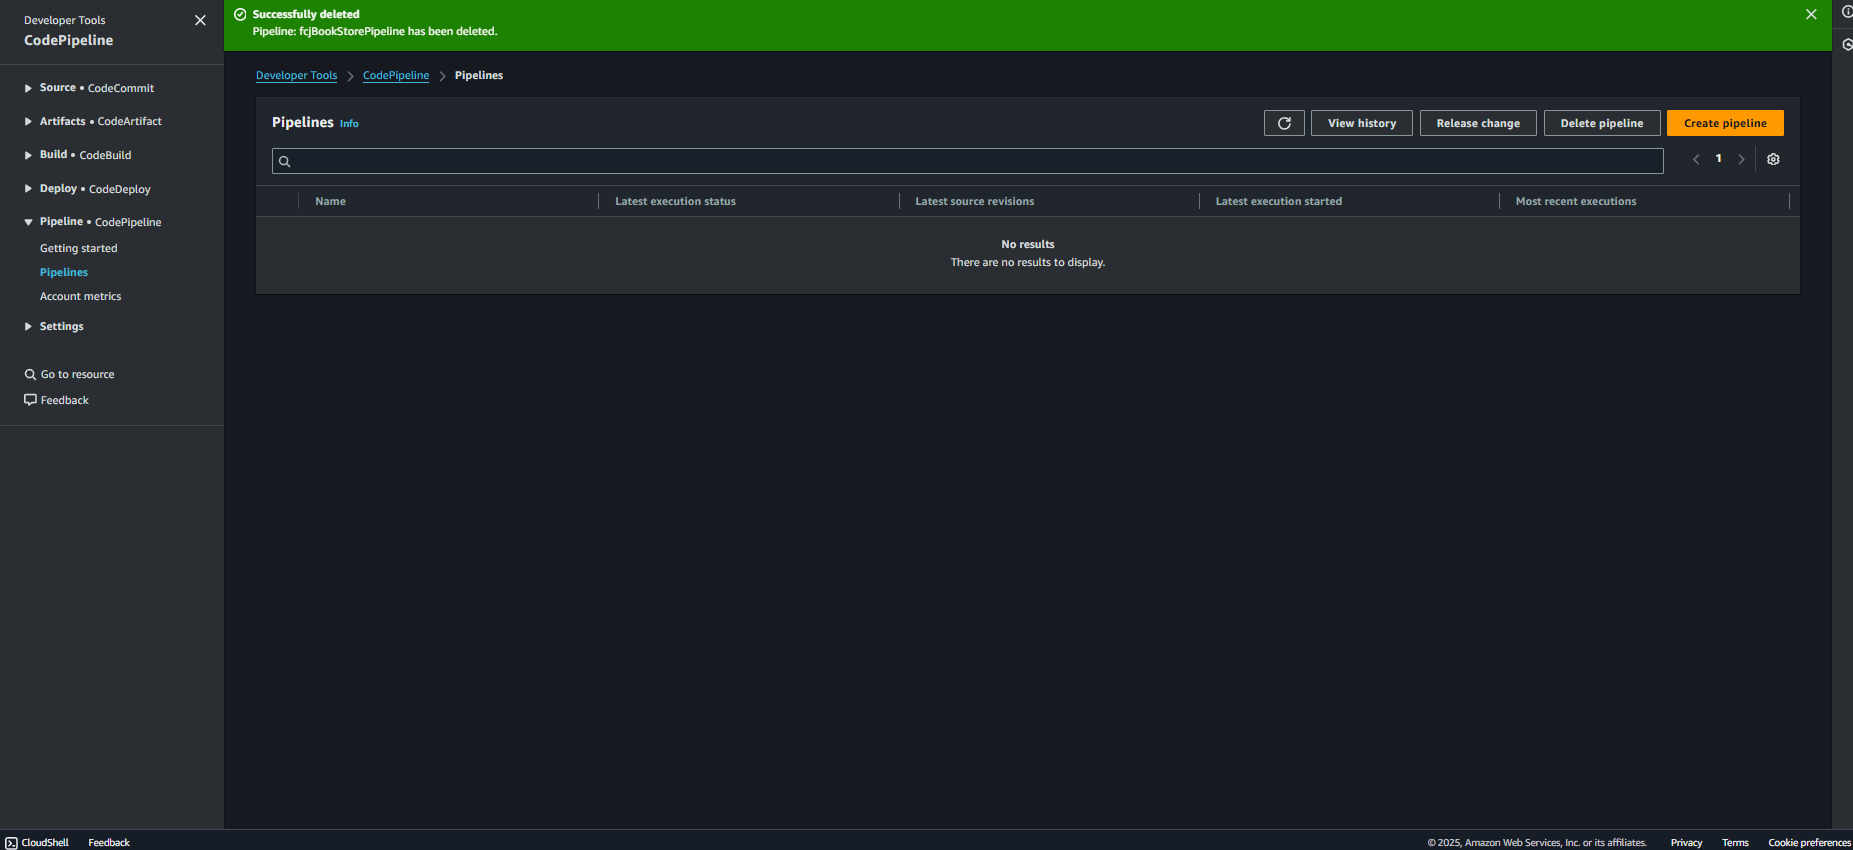 Developer Tools
CodePipeline
Successfully deleted
Pipeline: fcjBookStorePipeline has been deleted.
Source • CodeCommit
Artifacts • CodeArtifact
Build • CodeBuild
Deploy • CodeDeploy
Pipeline • CodePipeline
Getting started
Pipelines
Account metrics
Settings
Go to resource
Feedback
Developer Tools > CodePipeline > Pipelines
Pipelines Info
View history
Release change
Delete pipeline
Create pipeline
1
Name
Latest execution status
Latest source revisions
Latest execution started
Most recent executions
No results
There are no results to display.
CloudShell
Feedback
© 2025, Amazon Web Services, Inc. or its affiliates.
Privacy
Terms
Cookie preferences